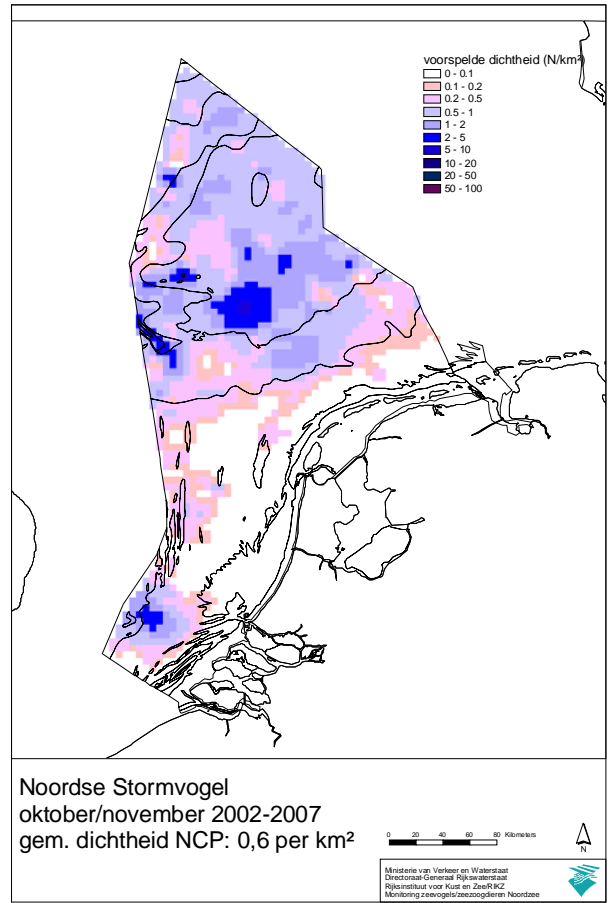 voorspelde dichtheid (N/km²)
0 - 0.1
0.1 - 0.2
0.2 - 0.5
0.5 - 1
1 - 2
2 - 5
5 - 10
10 - 20
20 - 50
50 - 100
Noordse Stormvogel
oktober/november 2002-2007
gem. dichtheid NCP: 0,6 per km²
0 20 40 60 80 Kilometers
N
Ministerie van Verkeer en Waterstaat
Directoraat-Generaal Rijkswaterstaat
Rijksinstituut voor Kust en Zee/RIKZ
Monitoring zeevogels/zeezoogdieren Noordzee